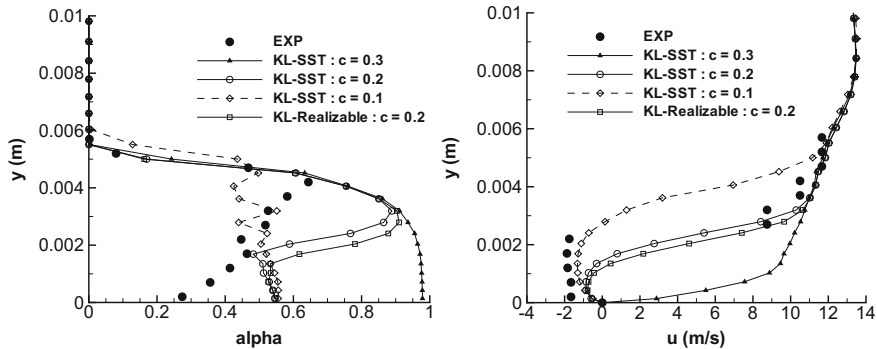 0.01
0.008
0.006
0.004
0.002
0
y (m)
0 0.2 0.4 0.6 0.8 1
alpha
EXP
KL-SST : c = 0.3
KL-SST : c = 0.2
KL-SST : c = 0.1
KL-Realizable : c = 0.2
0.01
0.008
0.006
0.004
0.002
0
y (m)
-4 -2 0 2 4 6 8 10 12 14
u (m/s)
EXP
KL-SST : c = 0.3
KL-SST : c = 0.2
KL-SST : c = 0.1
KL-Realizable : c = 0.2